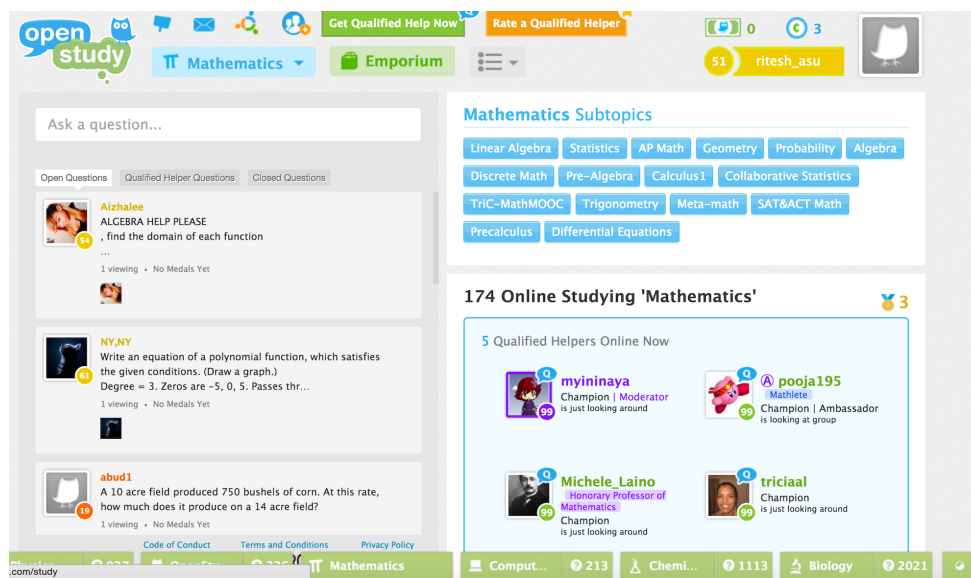 open study
Get Qualified Help Now
Q
Rate a Qualified Helper
0
C 3
π Mathematics
Emporium
51 ritesh_asu
Ask a question...
Open Questions Qualified Helper Questions Closed Questions
Aizhalee
ALGEBRA HELP PLEASE
, find the domain of each function
...
54
1 viewing • No Medals Yet
NY,NY
Write an equation of a polynomial function, which satisfies
the given conditions. (Draw a graph.)
Degree = 3. Zeros are -5, 0, 5. Passes thr...
61
1 viewing • No Medals Yet
abud1
A 10 acre field produced 750 bushels of corn. At this rate,
how much does it produce on a 14 acre field?
19
1 viewing • No Medals Yet
Code of Conduct Terms and Conditions Privacy Policy
Mathematics Subtopics
Linear Algebra Statistics AP Math Geometry Probability Algebra
Discrete Math Pre-Algebra Calculus1 Collaborative Statistics
TriC-MathMOOC Trigonometry Meta-math SAT&ACT Math
Precalculus Differential Equations
174 Online Studying 'Mathematics'
3
5 Qualified Helpers Online Now
Q
99
myininaya
Champion | Moderator
is just looking around
Q
99
A pooja195
Mathlete
Champion | Ambassador
is looking at group
Q
99
Michele_Laino
Honorary Professor of
Mathematics
Champion
is just looking around
Q
99
triciaal
Champion
is just looking around
π Mathematics
Comput... 213
Chemi... 1113
Biology 2021
.com/study